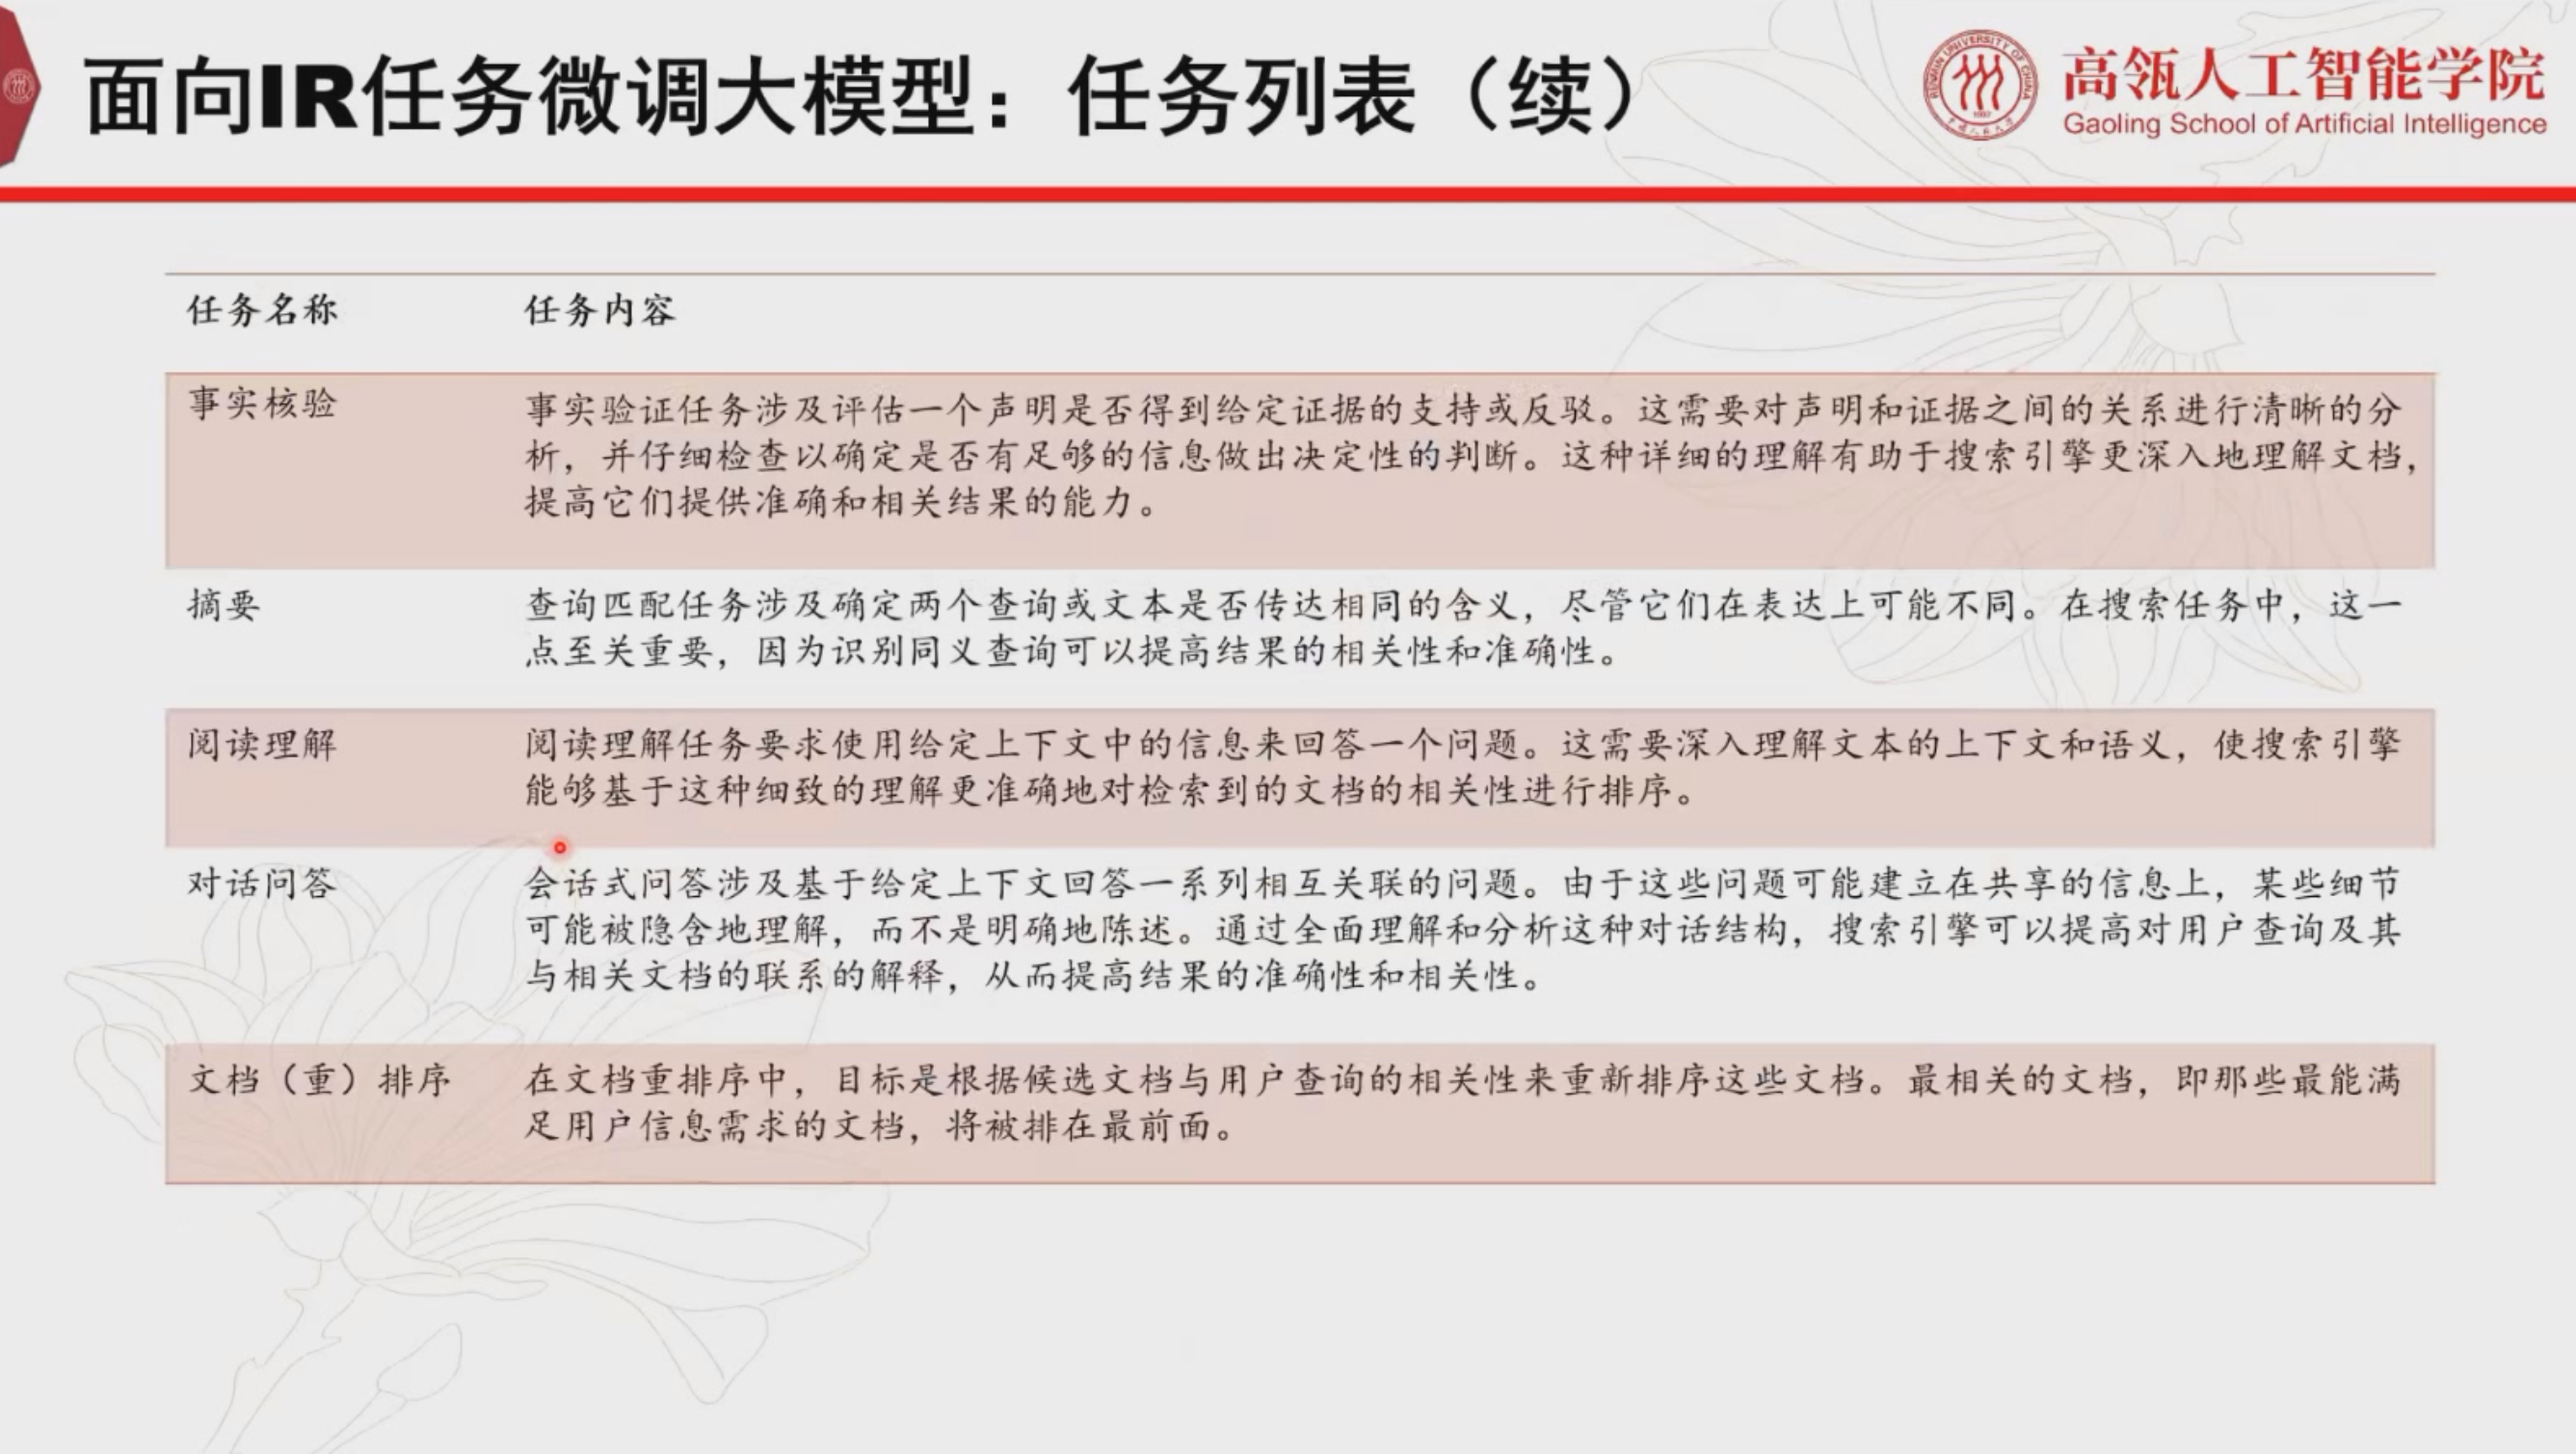 面向IR任务微调大模型：任务列表（续）
高瓴人工智能学院
Gaoling School of Artificial Intelligence
RENMIN UNIVERSITY OF CHINA
1937
任务名称 任务内容
事实核验 事实验证任务涉及评估一个声明是否得到给定证据的支持或反驳。这需要对声明和证据之间的关系进行清晰的分
析，并仔细检查以确定是否有足够的信息做出决定性的判断。这种详细的理解有助于搜索引擎更深入地理解文档，
提高它们提供准确和相关结果的能力。
摘要 查询匹配任务涉及确定两个查询或文本是否传达相同的含义，尽管它们在表达上可能不同。在搜索任务中，这一
点至关重要，因为识别同义查询可以提高结果的相关性和准确性。
阅读理解 阅读理解任务要求使用给定上下文中的信息来回答一个问题。这需要深入理解文本的上下文和语义，使搜索引擎
能够基于这种细致的理解更准确地对检索到的文档的相关性进行排序。
对话问答 会话式问答涉及基于给定上下文回答一系列相互关联的问题。由于这些问题可能建立在共享的信息上，某些细节
可能被隐含地理解，而不是明确地陈述。通过全面理解和分析这种对话结构，搜索引擎可以提高对用户查询及其
与相关文档的联系的解释，从而提高结果的准确性和相关性。
文档（重）排序 在文档重排序中，目标是根据候选文档与用户查询的相关性来重新排序这些文档。最相关的文档，即那些最能满
足用户信息需求的文档，将被排在最前面。